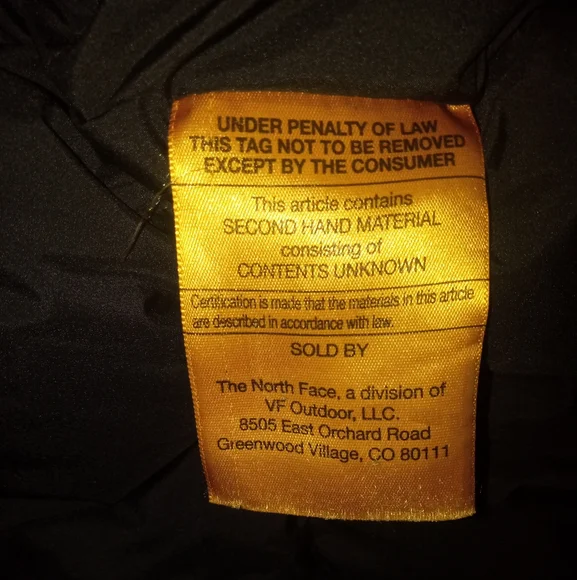 UNDER PENALTY OF LAW
THIS TAG NOT TO BE REMOVED
EXCEPT BY THE CONSUMER
This article contains
SECOND HAND MATERIAL
consisting of
CONTENTS UNKNOWN
Certification is made that the materials in this article
are described in accordance with law.
SOLD BY
The North Face, a division of
VF Outdoor, LLC.
8505 East Orchard Road
Greenwood Village, CO 80111